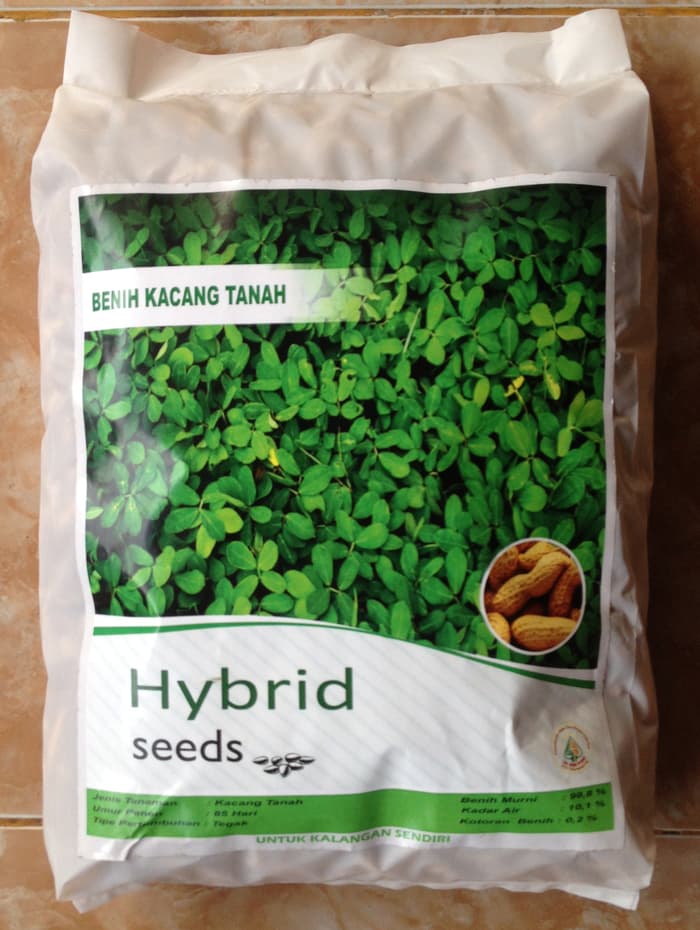 BENIH KACANG TANAH
Hybrid
seeds
Jenis Tanaman : Kacang Tanah
Umur Panen : 85 Hari
Tipe Pertumbuhan : Tegak
Benih Murni : 99,8 %
Kadar Air : 10,1 %
Kotoran Benih : 0,2 %
UNTUK KALANGAN SENDIRI